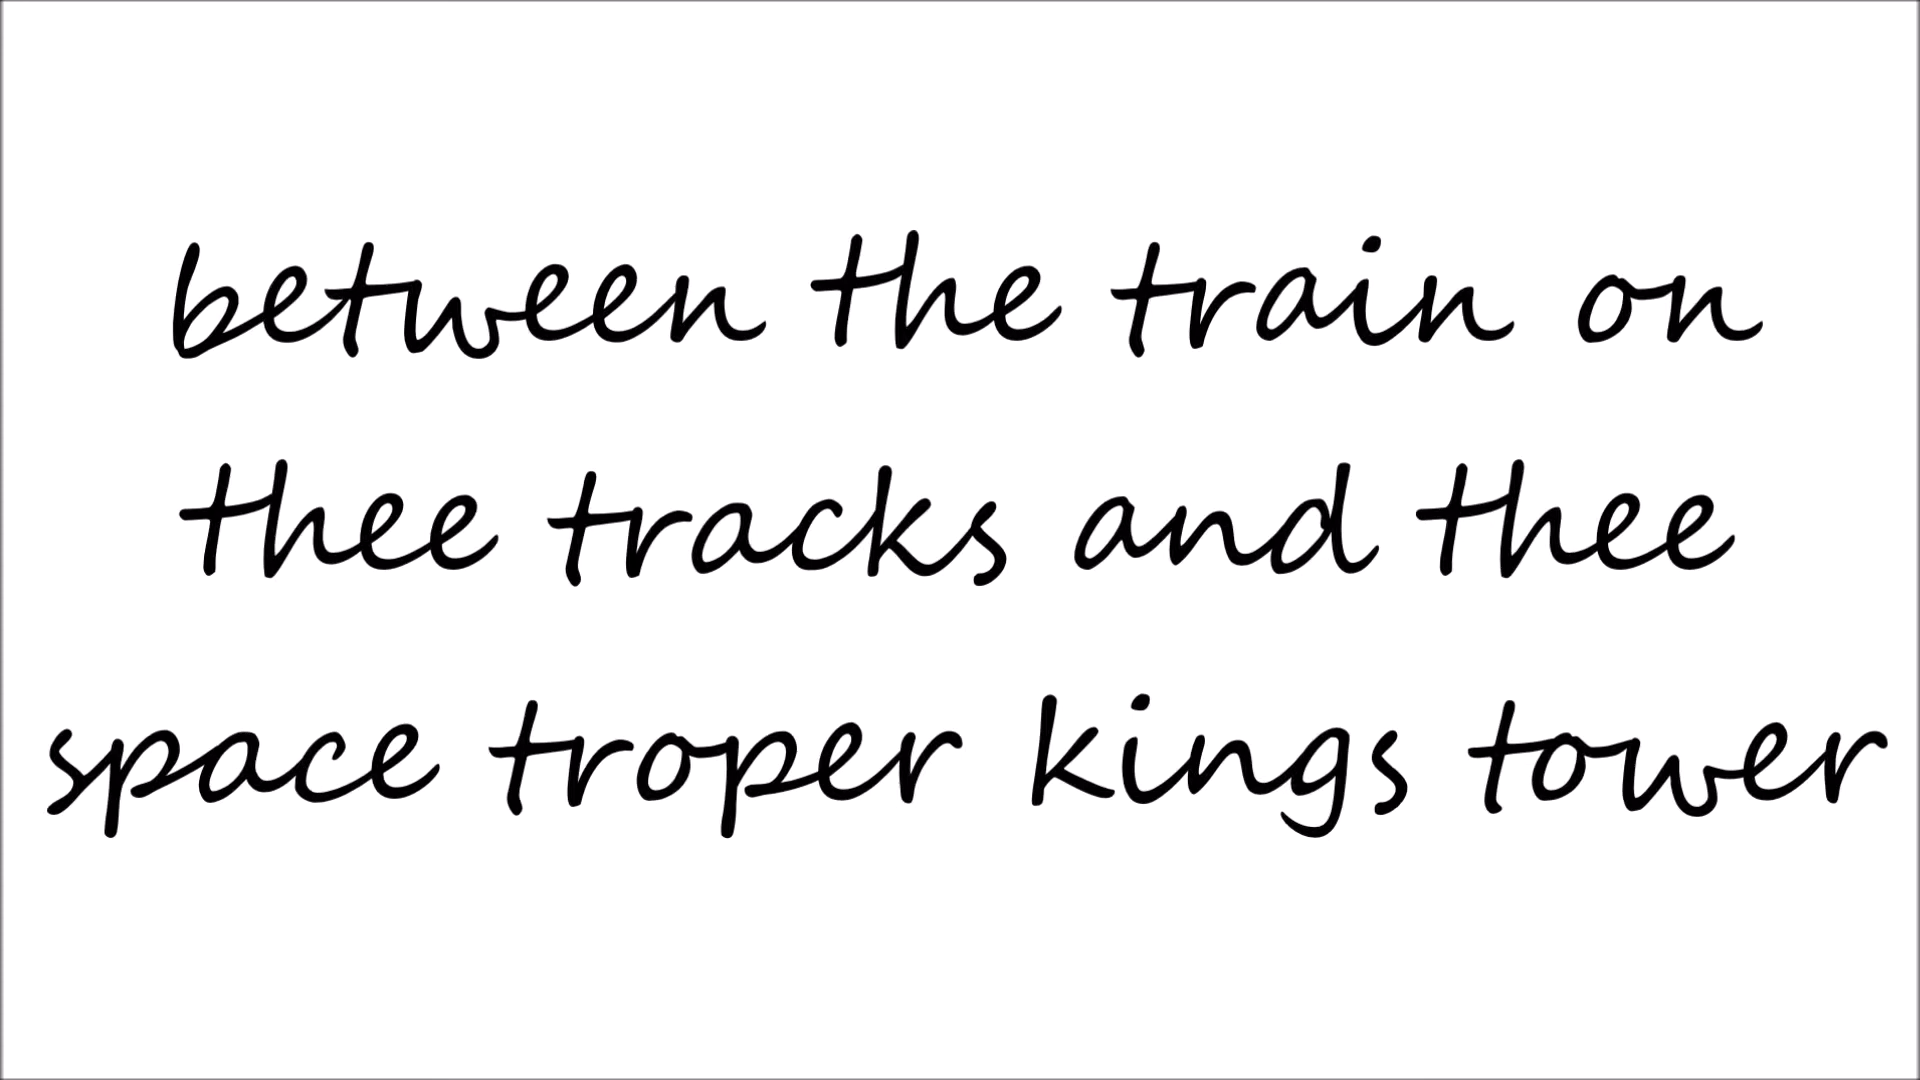 between the train on
thee tracks and thee
space troper kings tower